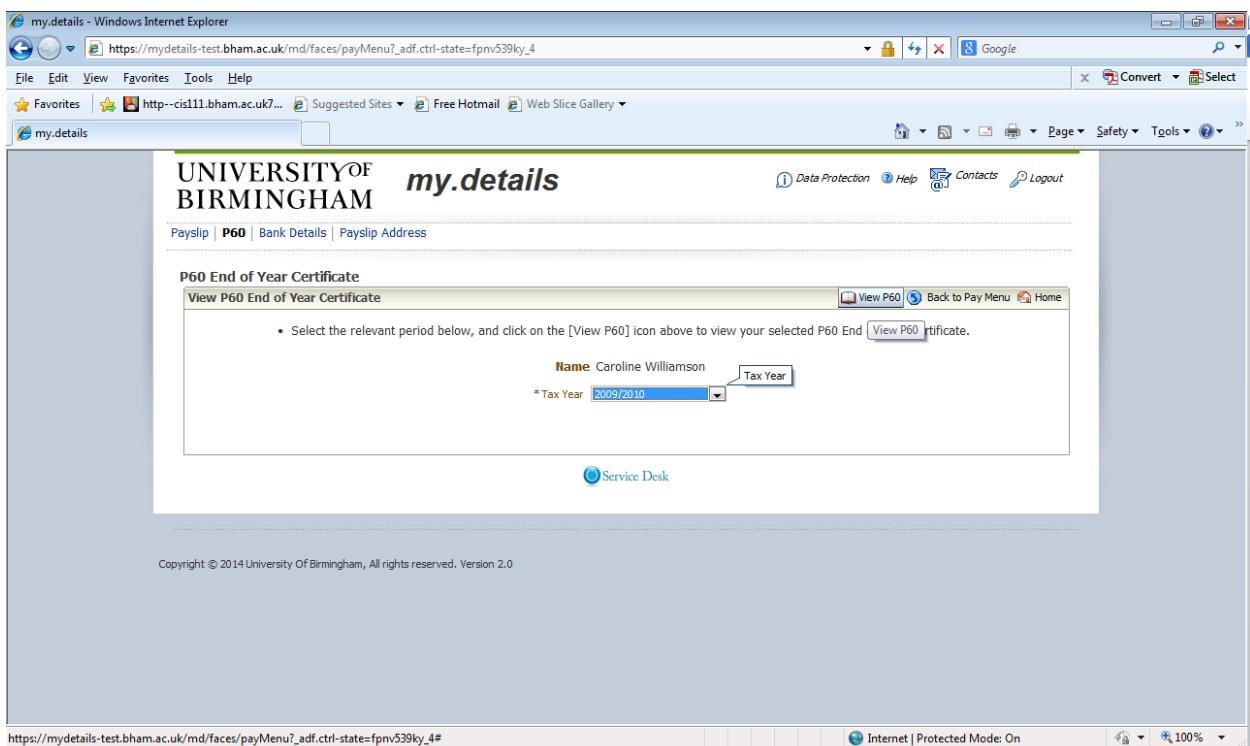 my.details - Windows Internet Explorer
https://mydetails-test.bham.ac.uk/md/faces/payMenu?_adf.ctrl-state=fpnv539ky_4
Google
File Edit View Favorites Tools Help
x Convert Select
Favorites http--cis111.bham.ac.uk7... Suggested Sites Free Hotmail Web Slice Gallery
my.details
Page Safety Tools »
UNIVERSITY OF BIRMINGHAM
my.details
Data Protection Help Contacts Logout
Payslip | P60 | Bank Details | Payslip Address
P60 End of Year Certificate
View P60 End of Year Certificate
View P60 Back to Pay Menu Home
• Select the relevant period below, and click on the [View P60] icon above to view your selected P60 End rtificate.
View P60
Name Caroline Williamson
Tax Year
* Tax Year 2009/2010
Service Desk
Copyright © 2014 University Of Birmingham, All rights reserved. Version 2.0
https://mydetails-test.bham.ac.uk/md/faces/payMenu?_adf.ctrl-state=fpnv539ky_4#
Internet | Protected Mode: On
100%